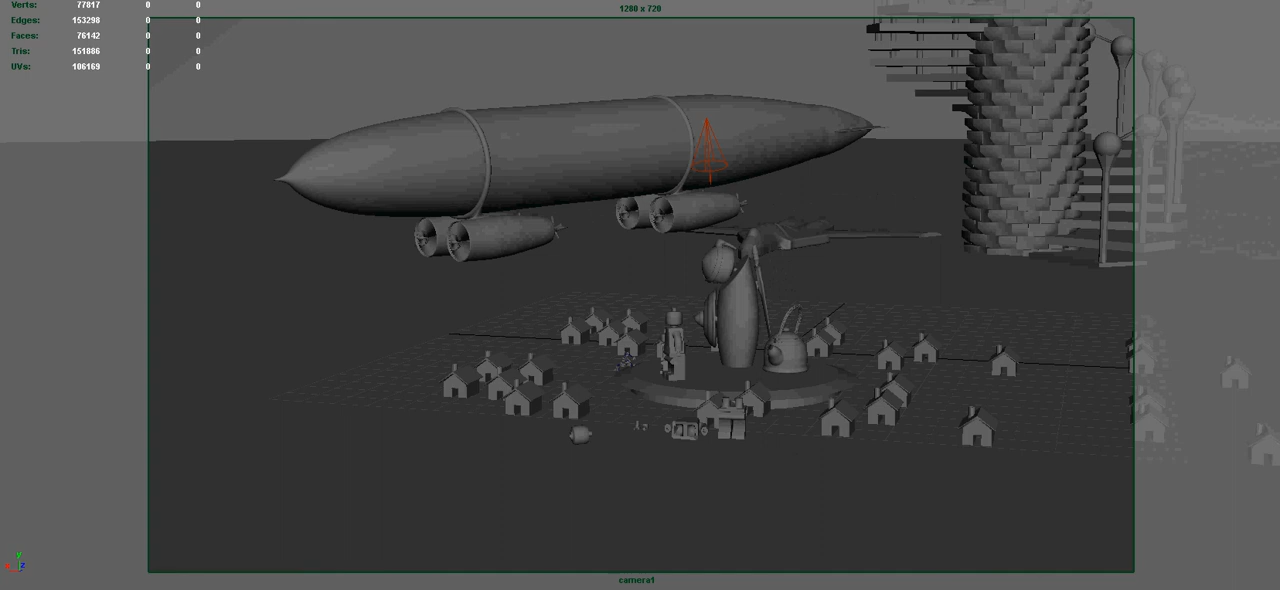 Verts: 77817 0 0
1280 x 720
Edges: 153298 0 0
Faces: 76142 0 0
Tris: 151886 0 0
UVs: 106169 0 0
y
z
camera1